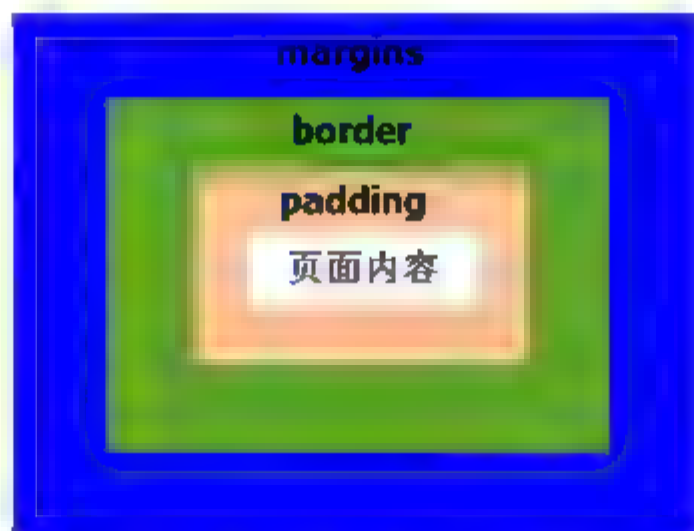 margins
border
padding
页面内容